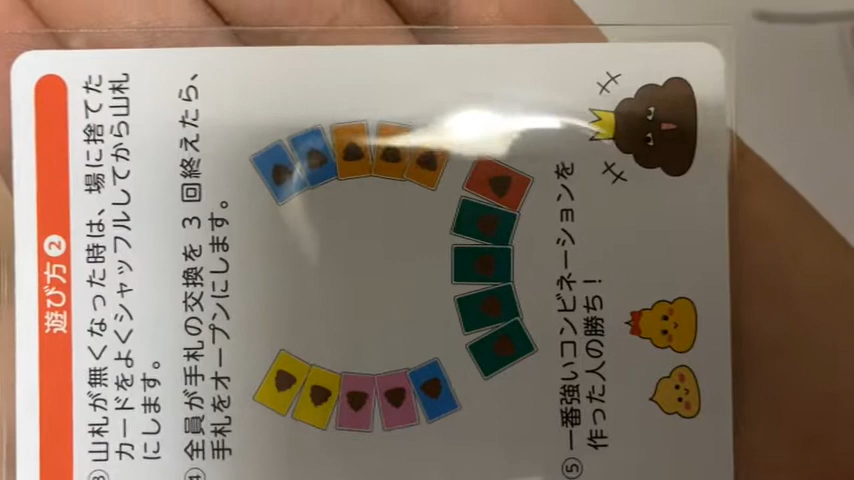 遊び方❷
③山札が無くなった時は、場に捨てた
カードをよくシャッフルしてから山札
にします。
④全員が手札の交換を 3 回終えたら、
手札をオープンにします。
⑤一番強いコンビネーションを
作った人の勝ち！